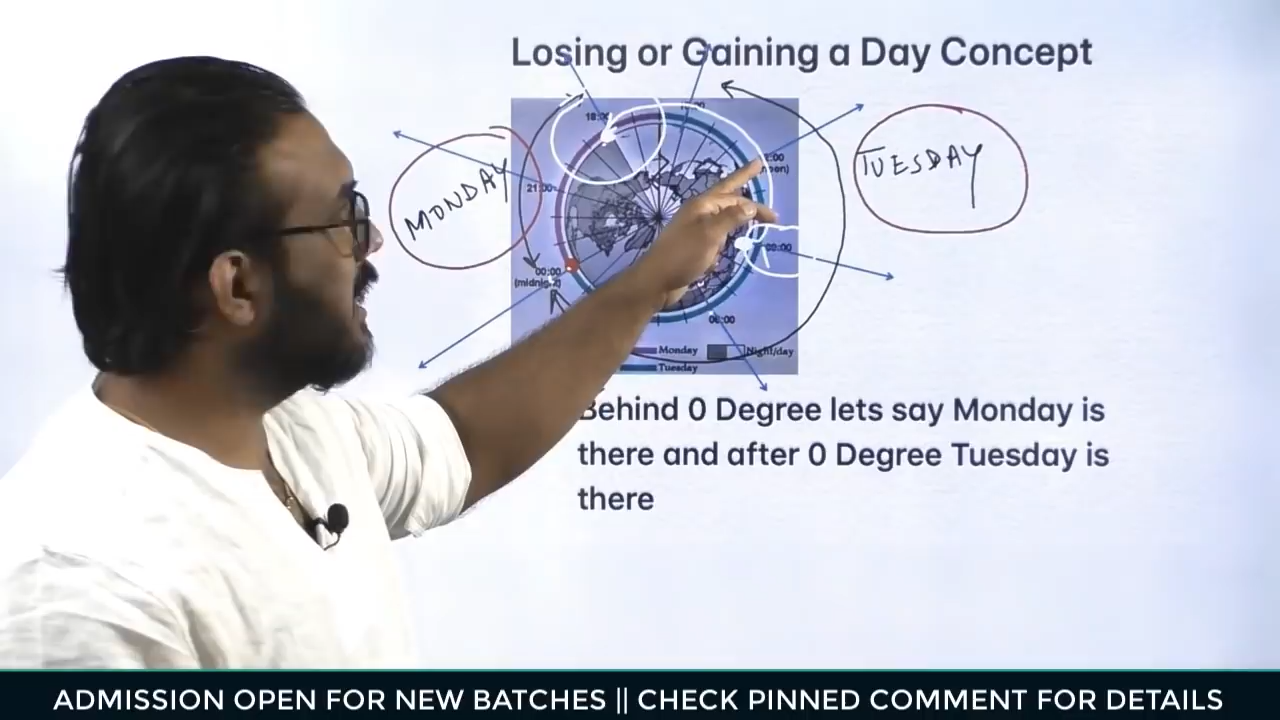 Losing or Gaining a Day Concept
18:00
21:00
MONDAY
TUESDAY
09:00
00:00
06:00
Monday
Night/day
Tuesday
Behind 0 Degree lets say Monday is
there and after 0 Degree Tuesday is
there
ADMISSION OPEN FOR NEW BATCHES || CHECK PINNED COMMENT FOR DETAILS